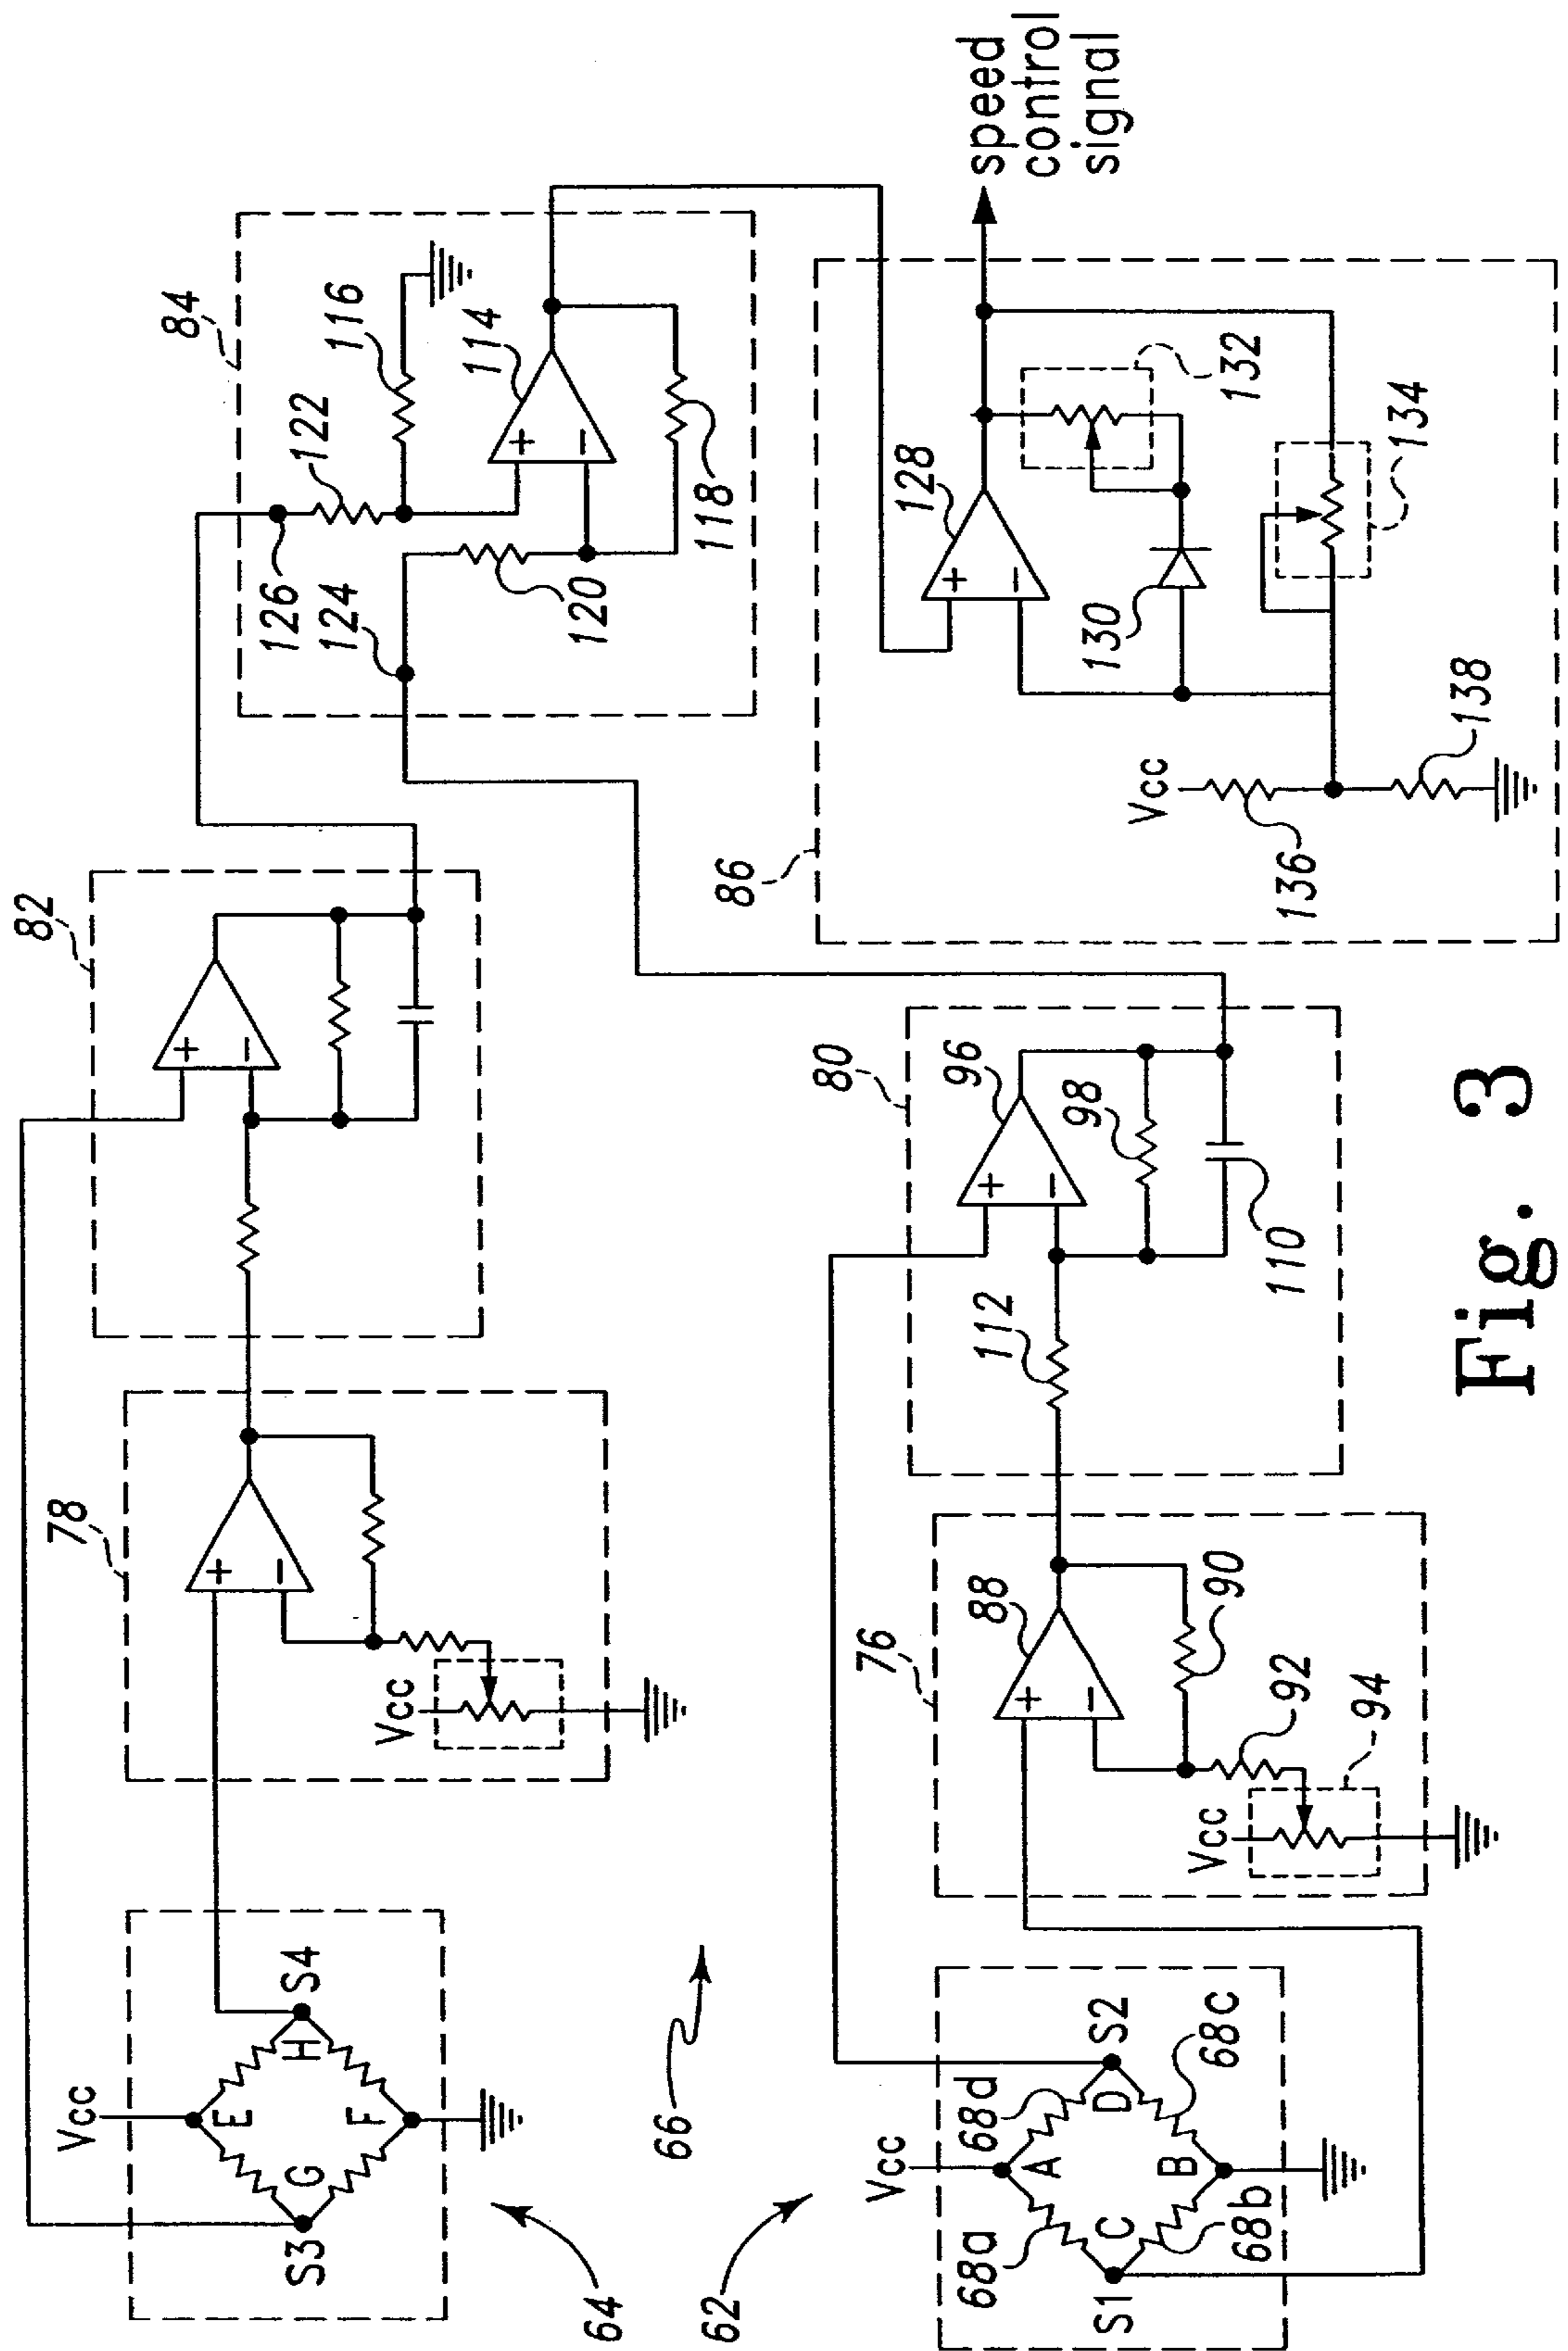 64
Vcc
E
S3
G
H
S4
F
78
+
−
Vcc
82
+
−
84
126
122
116
124
+
−
114
120
118
66
62
Vcc
68a
A
68d
S1
C
D
S2
B
68b
68c
76
88
+
−
90
Vcc
92
94
80
112
96
+
−
98
110
86
128
+
−
speed
control
signal
130
132
Vcc
136
134
138
Fig. 3